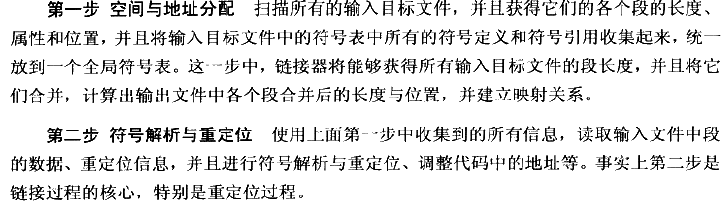 第一步 空间与地址分配 扫描所有的输入目标文件，并且获得它们的各个段的长度、
属性和位置，并且将输入目标文件中的符号表中所有的符号定义和符号引用收集起来，统一
放到一个全局符号表。这一步中，链接器将能够获得所有输入目标文件的段长度，并且将它
们合并，计算出输出文件中各个段合并后的长度与位置，并建立映射关系。
第二步 符号解析与重定位 使用上面第一步中收集到的所有信息，读取输入文件中段
的数据、重定位信息，并且进行符号解析与重定位、调整代码中的地址等。事实上第二步是
链接过程的核心，特别是重定位过程。